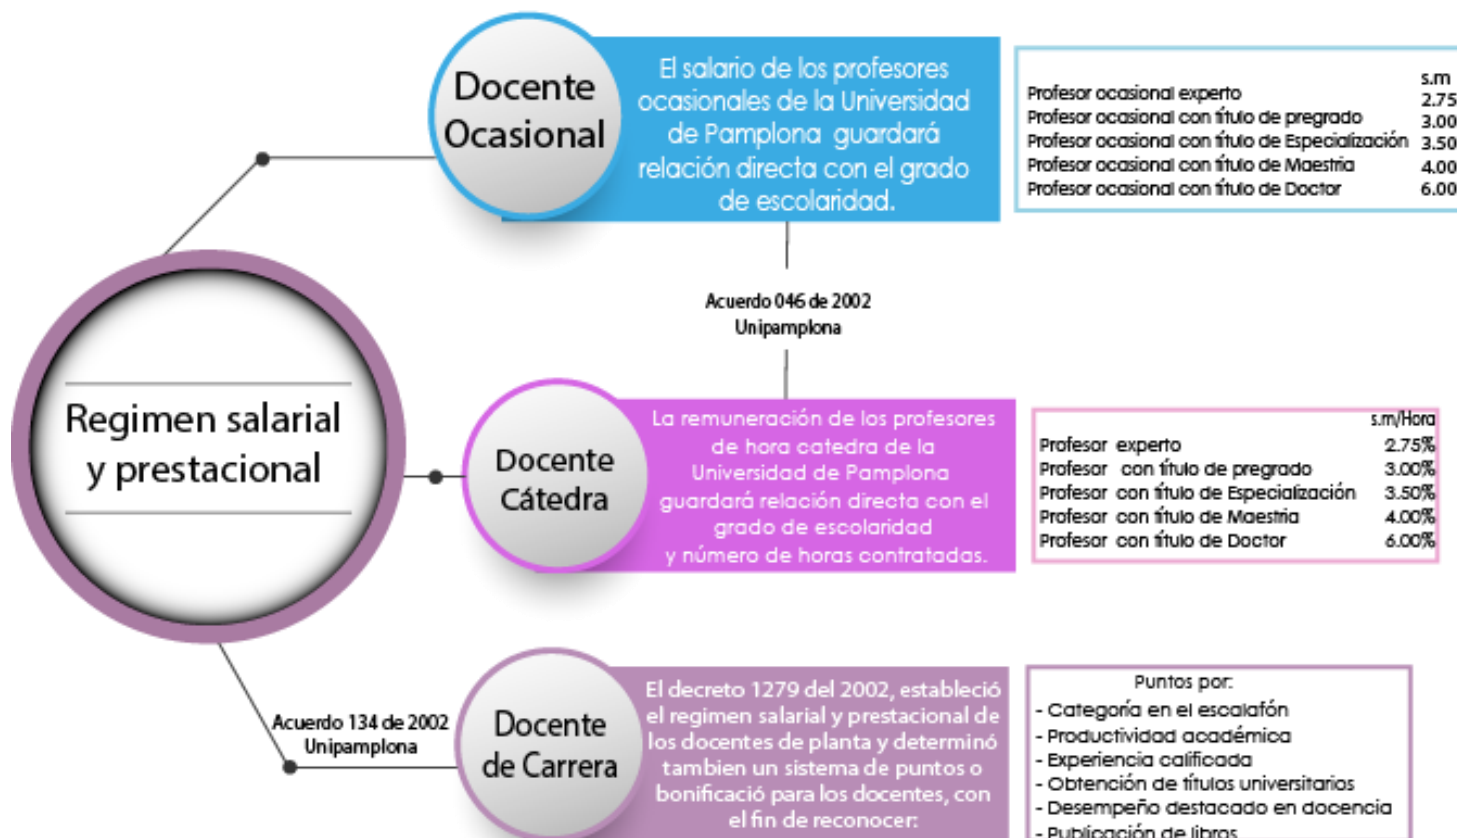 Docente
Ocasional
El salario de los profesores
ocasionales de la Universidad
de Pamplona guardará
relación directa con el grado
de escolaridad.
s.m
Profesor ocasional experto 2.75
Profesor ocasional con título de pregrado 3.00
Profesor ocasional con título de Especialización 3.50
Profesor ocasional con título de Maestria 4.00
Profesor ocasional con título de Doctor 6.00
Acuerdo 046 de 2002
Unipamplona
Regimen salarial
y prestacional
Docente
Cátedra
La remuneración de los profesores
de hora catedra de la
Universidad de Pamplona
guardará relación directa con el
grado de escolaridad
y número de horas contratadas.
s.m/Hora
Profesor experto 2.75%
Profesor con título de pregrado 3.00%
Profesor con título de Especialización 3.50%
Profesor con título de Maestria 4.00%
Profesor con título de Doctor 6.00%
Acuerdo 134 de 2002
Unipamplona
Docente
de Carrera
El decreto 1279 del 2002, estableció
el regimen salarial y prestacional de
los docentes de planta y determinó
tambien un sistema de puntos o
bonificació para los docentes, con
el fin de reconocer:
Puntos por:
- Categoría en el escalafón
- Productividad académica
- Experiencia calificada
- Obtención de títulos universitarios
- Desempeño destacado en docencia
- Publicación de libros